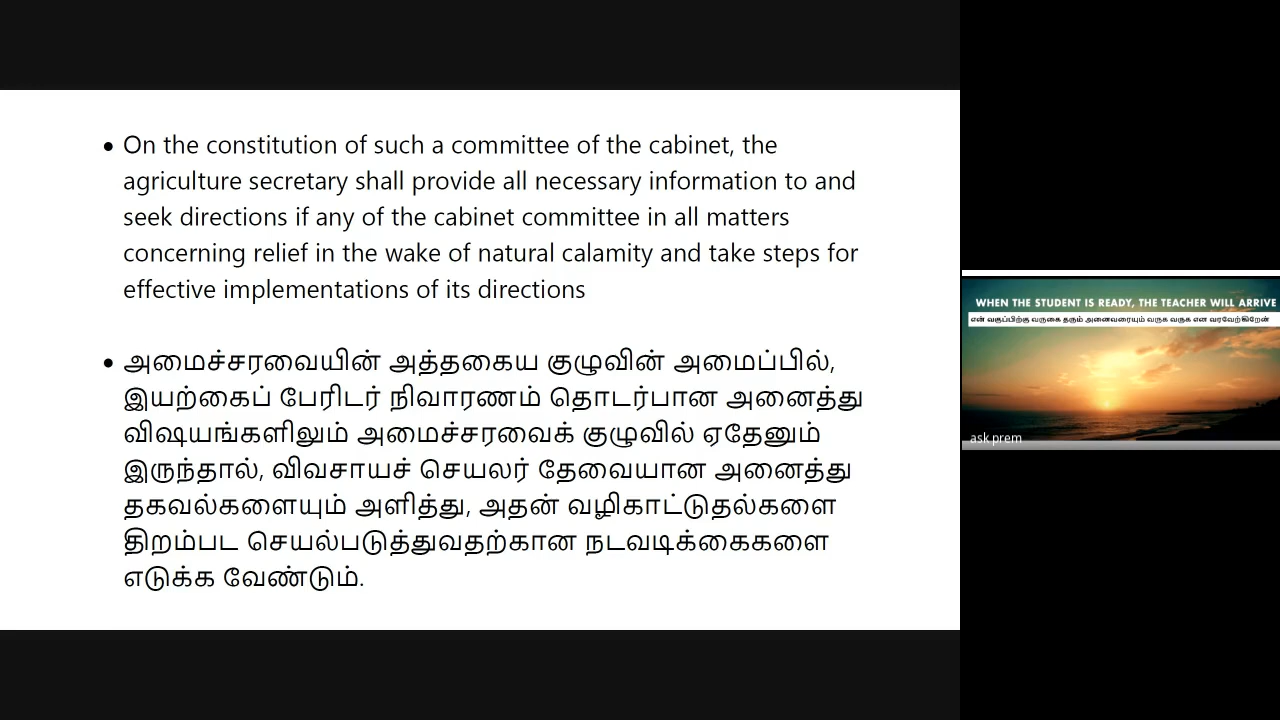 • On the constitution of such a committee of the cabinet, the
agriculture secretary shall provide all necessary information to and
seek directions if any of the cabinet committee in all matters
concerning relief in the wake of natural calamity and take steps for
effective implementations of its directions
• அமைச்சரவையின் அத்தகைய குழுவின் அமைப்பில்,
இயற்கைப் பேரிடர் நிவாரணம் தொடர்பான அனைத்து
விஷயங்களிலும் அமைச்சரவைக் குழுவில் ஏதேனும்
இருந்தால், விவசாயச் செயலர் தேவையான அனைத்து
தகவல்களையும் அளித்து, அதன் வழிகாட்டுதல்களை
திறம்பட செயல்படுத்துவதற்கான நடவடிக்கைகளை
எடுக்க வேண்டும்.
WHEN THE STUDENT IS READY, THE TEACHER WILL ARRIVE
என் வகுப்பிற்கு வருகை தரும் அனைவரையும் வருக வருக என வரவேற்கிறேன்
ask prem